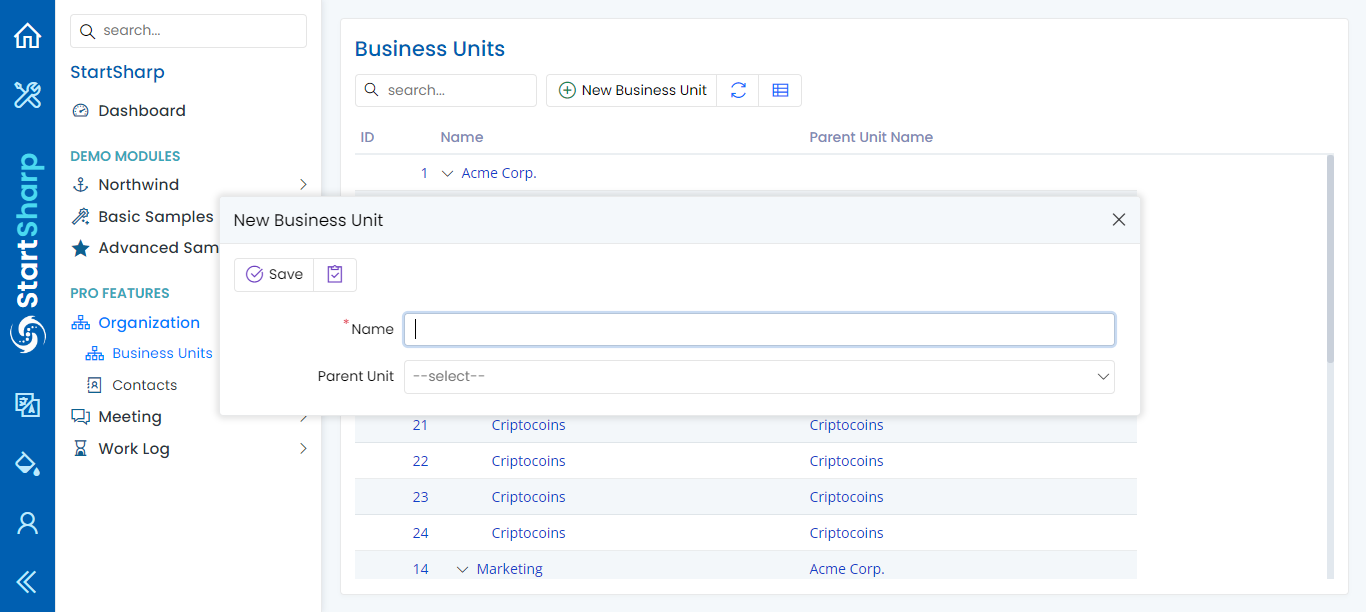 StartSharp
search...
StartSharp
Dashboard
DEMO MODULES
Northwind
Basic Samples
Advanced Sam
PRO FEATURES
Organization
Business Units
Contacts
Meeting
Work Log
Business Units
search...
New Business Unit
ID Name Parent Unit Name
1 Acme Corp.
New Business Unit
Save
*Name
Parent Unit --select--
21 Criptocoins Criptocoins
22 Criptocoins Criptocoins
23 Criptocoins Criptocoins
24 Criptocoins Criptocoins
14 Marketing Acme Corp.